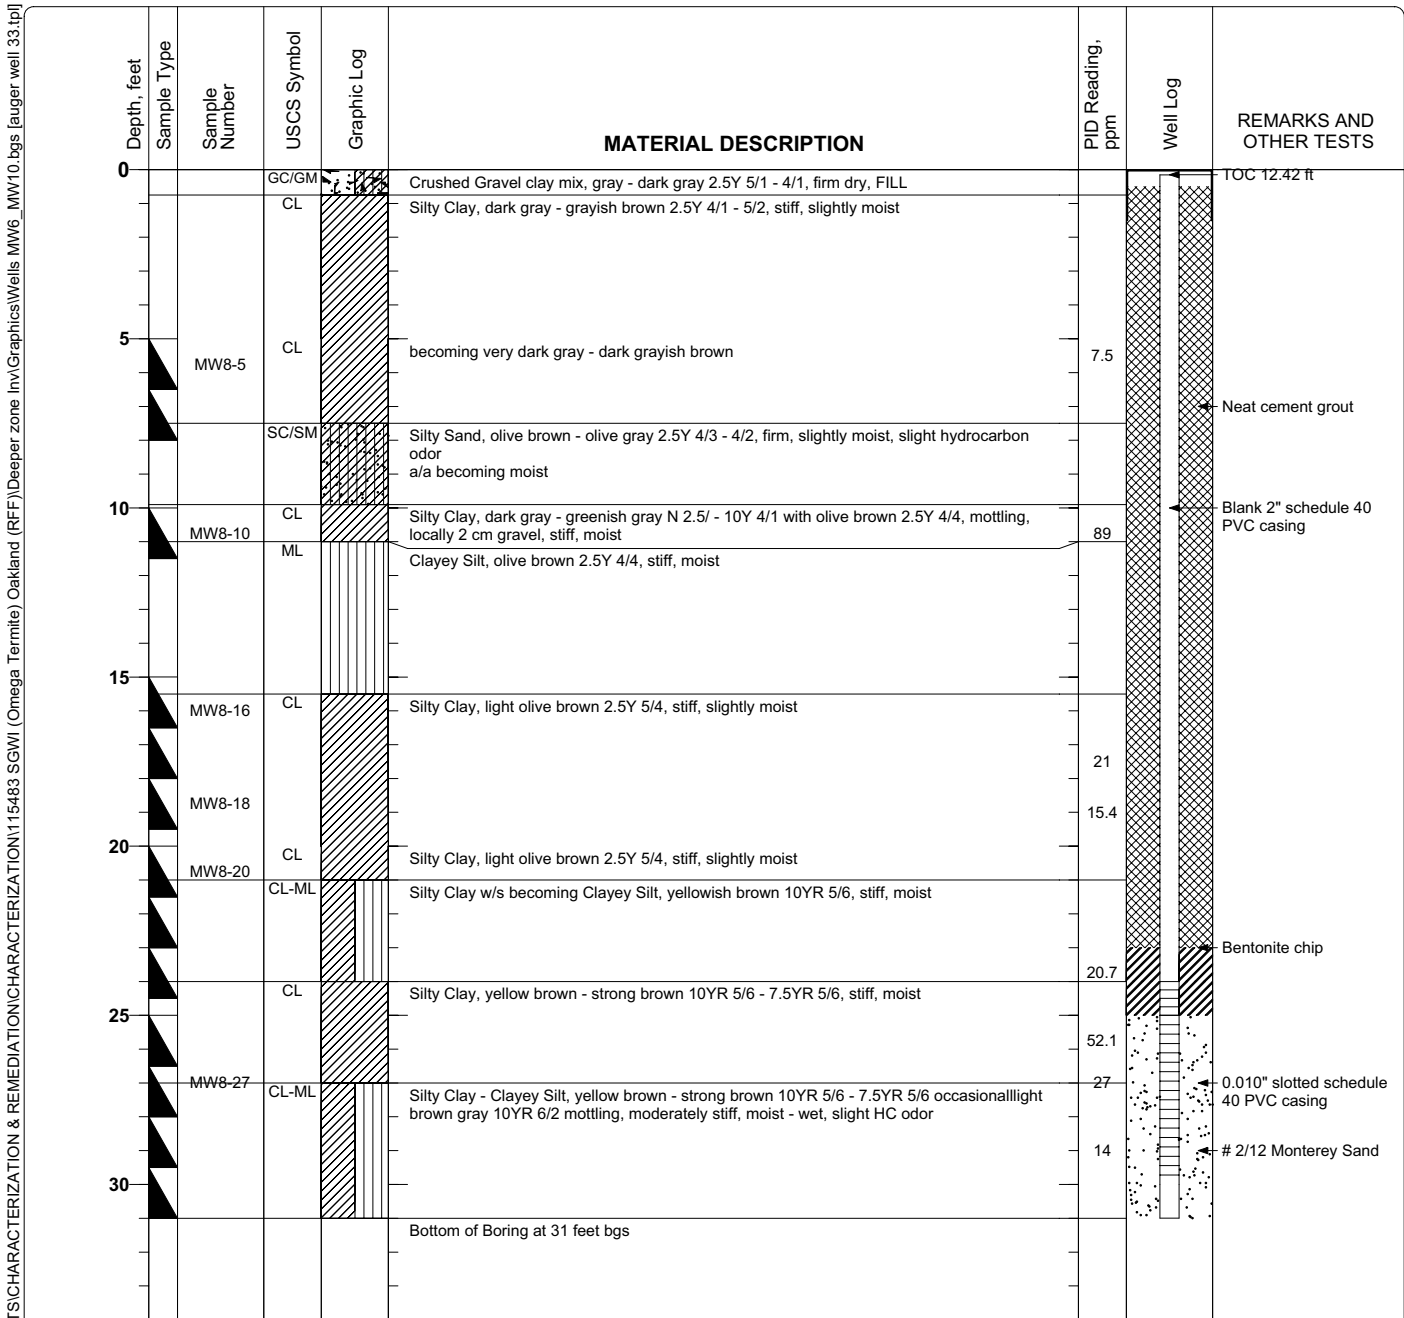 TS\CHARACTERIZATION & REMEDIATION\CHARACTERIZATION\115483 SGWI (Omega Termite) Oakland (RFF)\Deeper zone Inv\Graphics\Wells MW6_MW10.bgs [auger well 33.tpl]
Depth, feet
Sample Type
Sample
Number
USCS Symbol
Graphic Log
MATERIAL DESCRIPTION
PID Reading,
ppm
Well Log
REMARKS AND
OTHER TESTS
0
GC/GM
Crushed Gravel clay mix, gray - dark gray 2.5Y 5/1 - 4/1, firm dry, FILL
TOC 12.42 ft
CL
Silty Clay, dark gray - grayish brown 2.5Y 4/1 - 5/2, stiff, slightly moist
5
MW8-5
CL
becoming very dark gray - dark grayish brown
7.5
Neat cement grout
SC/SM
Silty Sand, olive brown - olive gray 2.5Y 4/3 - 4/2, firm, slightly moist, slight hydrocarbon
odor
a/a becoming moist
10
MW8-10
CL
Silty Clay, dark gray - greenish gray N 2.5/ - 10Y 4/1 with olive brown 2.5Y 4/4, mottling,
locally 2 cm gravel, stiff, moist
89
Blank 2" schedule 40
PVC casing
ML
Clayey Silt, olive brown 2.5Y 4/4, stiff, moist
15
MW8-16
CL
Silty Clay, light olive brown 2.5Y 5/4, stiff, slightly moist
21
MW8-18
15.4
20
MW8-20
CL
Silty Clay, light olive brown 2.5Y 5/4, stiff, slightly moist
CL-ML
Silty Clay w/s becoming Clayey Silt, yellowish brown 10YR 5/6, stiff, moist
Bentonite chip
20.7
CL
Silty Clay, yellow brown - strong brown 10YR 5/6 - 7.5YR 5/6, stiff, moist
25
52.1
MW8-27
27
0.010" slotted schedule
40 PVC casing
CL-ML
Silty Clay - Clayey Silt, yellow brown - strong brown 10YR 5/6 - 7.5YR 5/6 occasionalllight
brown gray 10YR 6/2 mottling, moderately stiff, moist - wet, slight HC odor
14
# 2/12 Monterey Sand
30
Bottom of Boring at 31 feet bgs